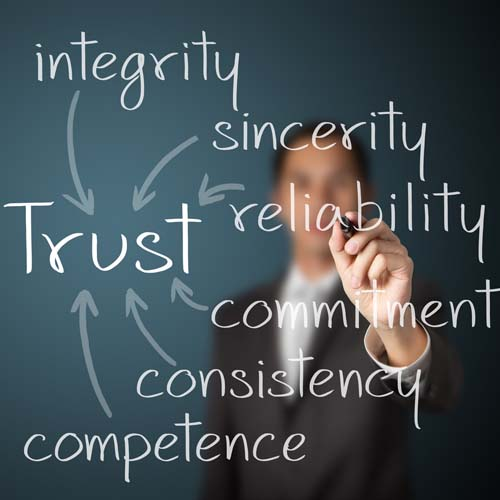 integrity
sincerity
Trust
reliability
commitment
consistency
competence